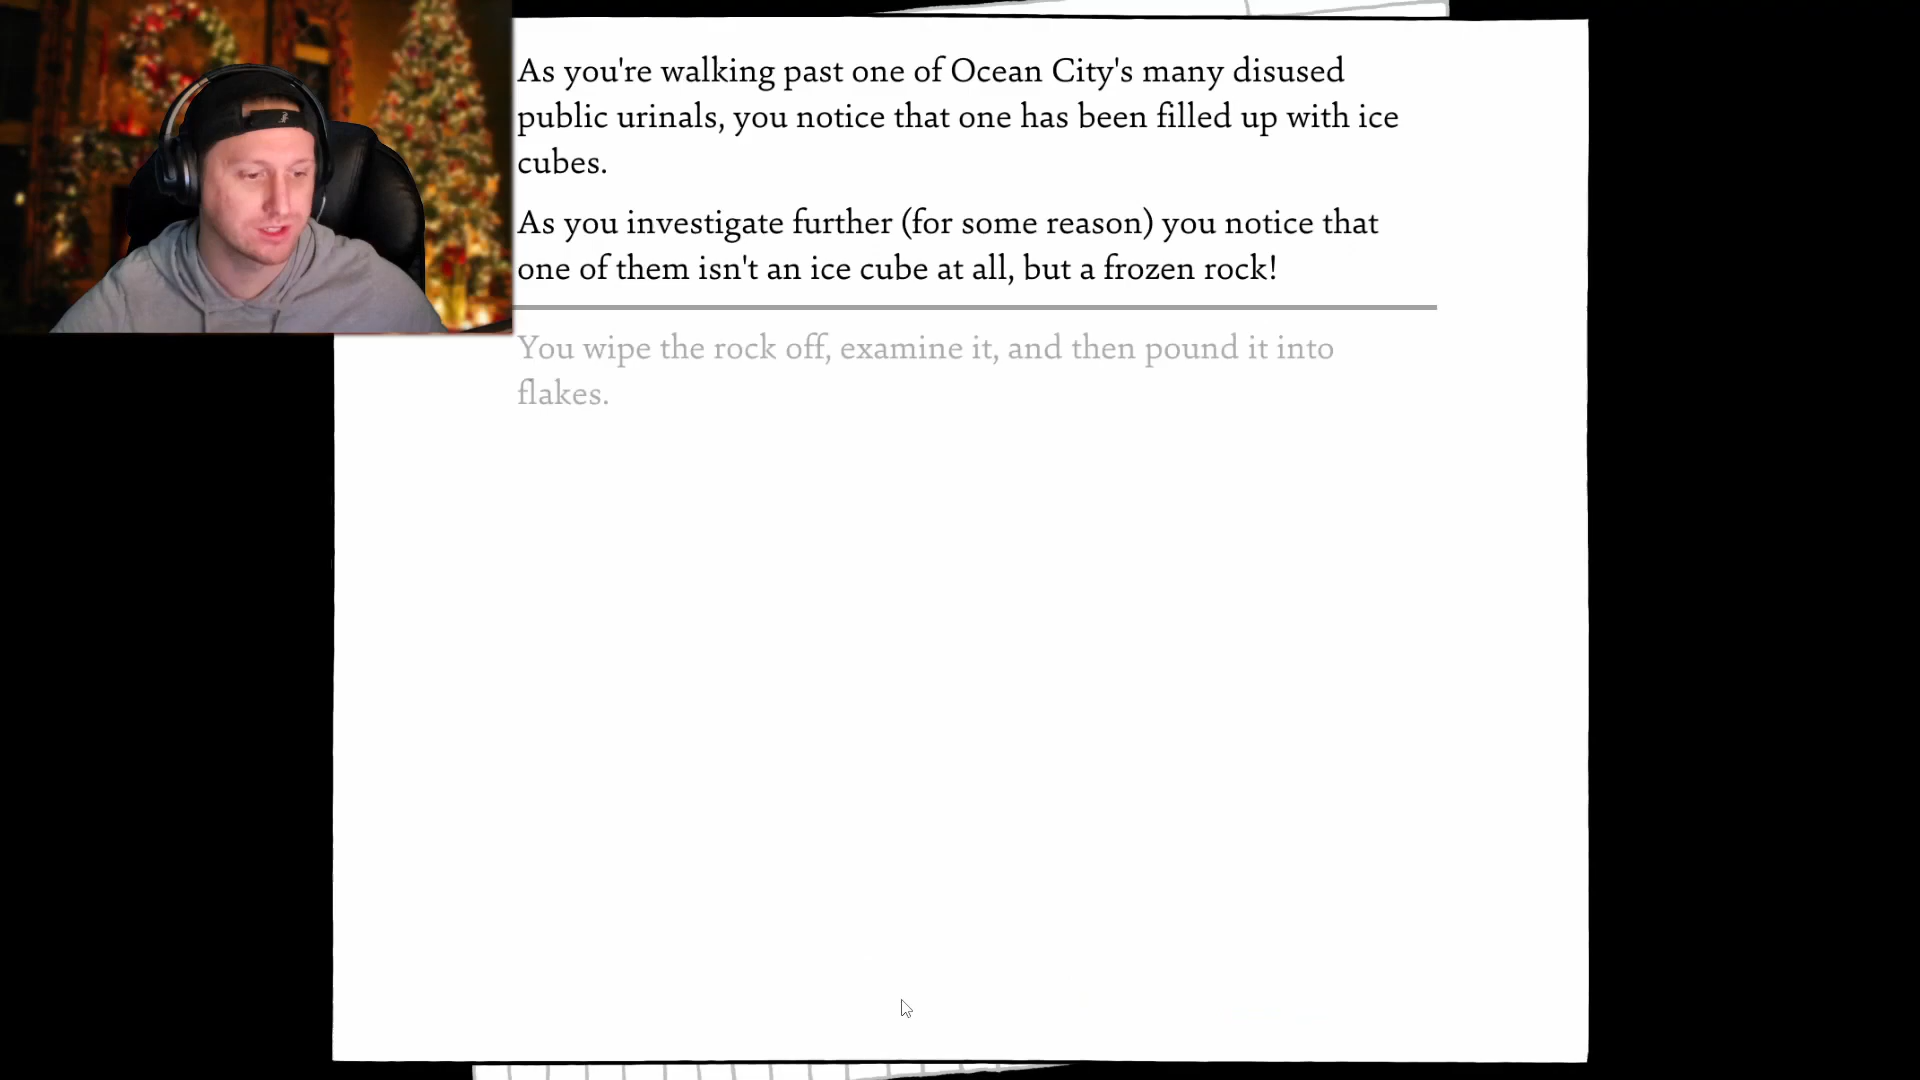 As you're walking past one of Ocean City's many disused
public urinals, you notice that one has been filled up with ice
cubes.
As you investigate further (for some reason) you notice that
one of them isn't an ice cube at all, but a frozen rock!
You wipe the rock off, examine it, and then pound it into
flakes.